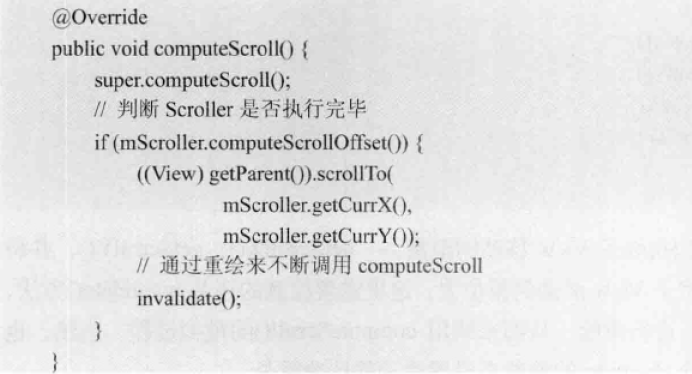 @Override
public void computeScroll() {
super.computeScroll();
// 判断 Scroller 是否执行完毕
if (mScroller.computeScrollOffset()) {
((View) getParent()).scrollTo(
mScroller.getCurrX(),
mScroller.getCurrY());
// 通过重绘来不断调用 computeScroll
invalidate();
}
}